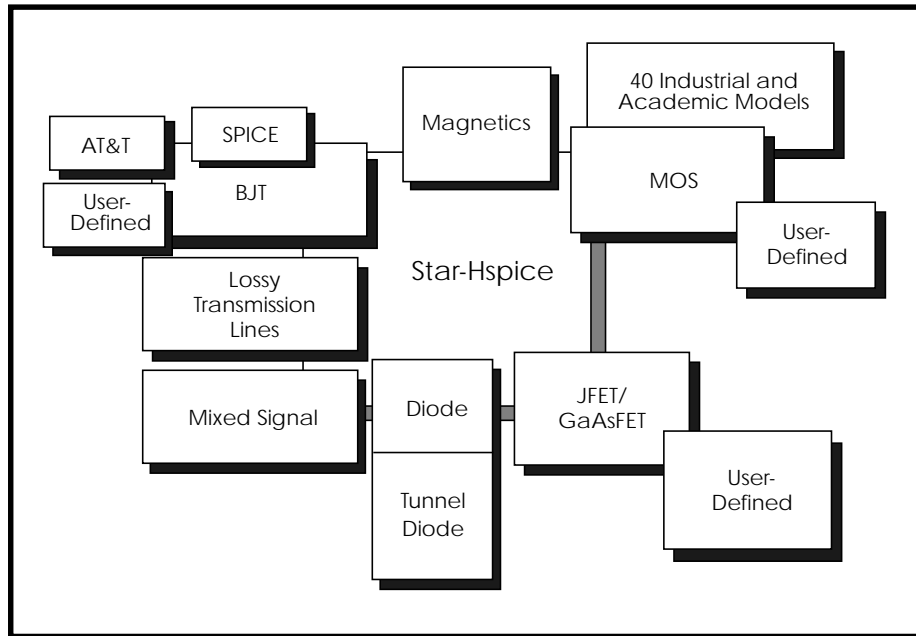 40 Industrial and
Academic Models
Magnetics
SPICE
AT&T
BJT
MOS
User-
Defined
User-
Defined
Star-Hspice
Lossy
Transmission
Lines
Mixed Signal
Diode
JFET/
GaAsFET
Tunnel
Diode
User-
Defined